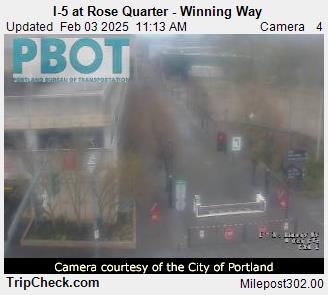 I-5 at Rose Quarter - Winning Way
Updated Feb 03 2025 11:13 AM Camera 4
PBOT
PORTLAND BUREAU OF TRANSPORTATION
Camera courtesy of the City of Portland
TripCheck.com Milepost302.00